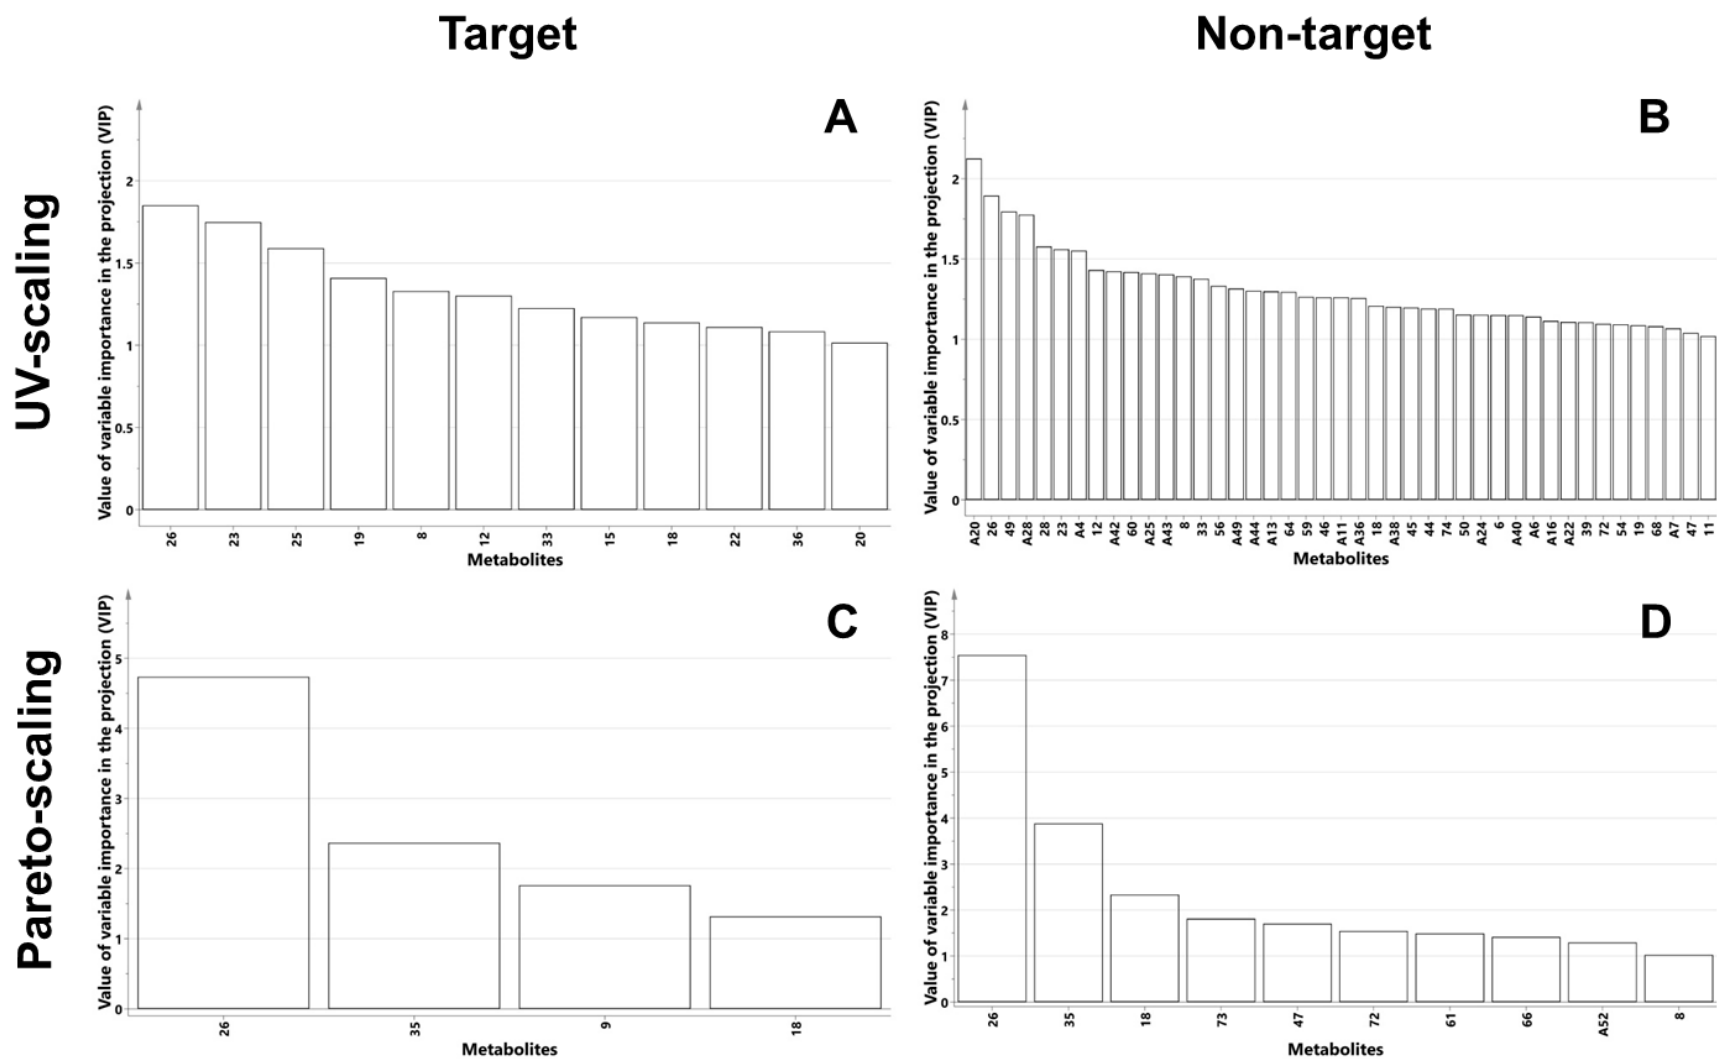 Target
Non-target
UV-scaling
Pareto-scaling
A
Value of variable importance in the projection (VIP)
2
1.5
1
0.5
0
26 23 25 19 8 12 33 15 18 22 36 20
Metabolites
B
Value of variable importance in the projection (VIP)
2
1.5
1
0.5
0
A20 26 49 A28 28 23 A4 12 A42 60 A25 A43 8 33 56 A49 A44 A13 64 59 46 A11 A36 18 A38 45 44 74 50 A24 6 A40 A6 A16 A22 39 72 54 19 68 A7 47 11
Metabolites
C
Value of variable importance in the projection (VIP)
5
4
3
2
1
0
26 35 9 18
Metabolites
D
Value of variable importance in the projection (VIP)
8
7
6
5
4
3
2
1
0
26 35 18 73 47 72 61 66 A52 8
Metabolites